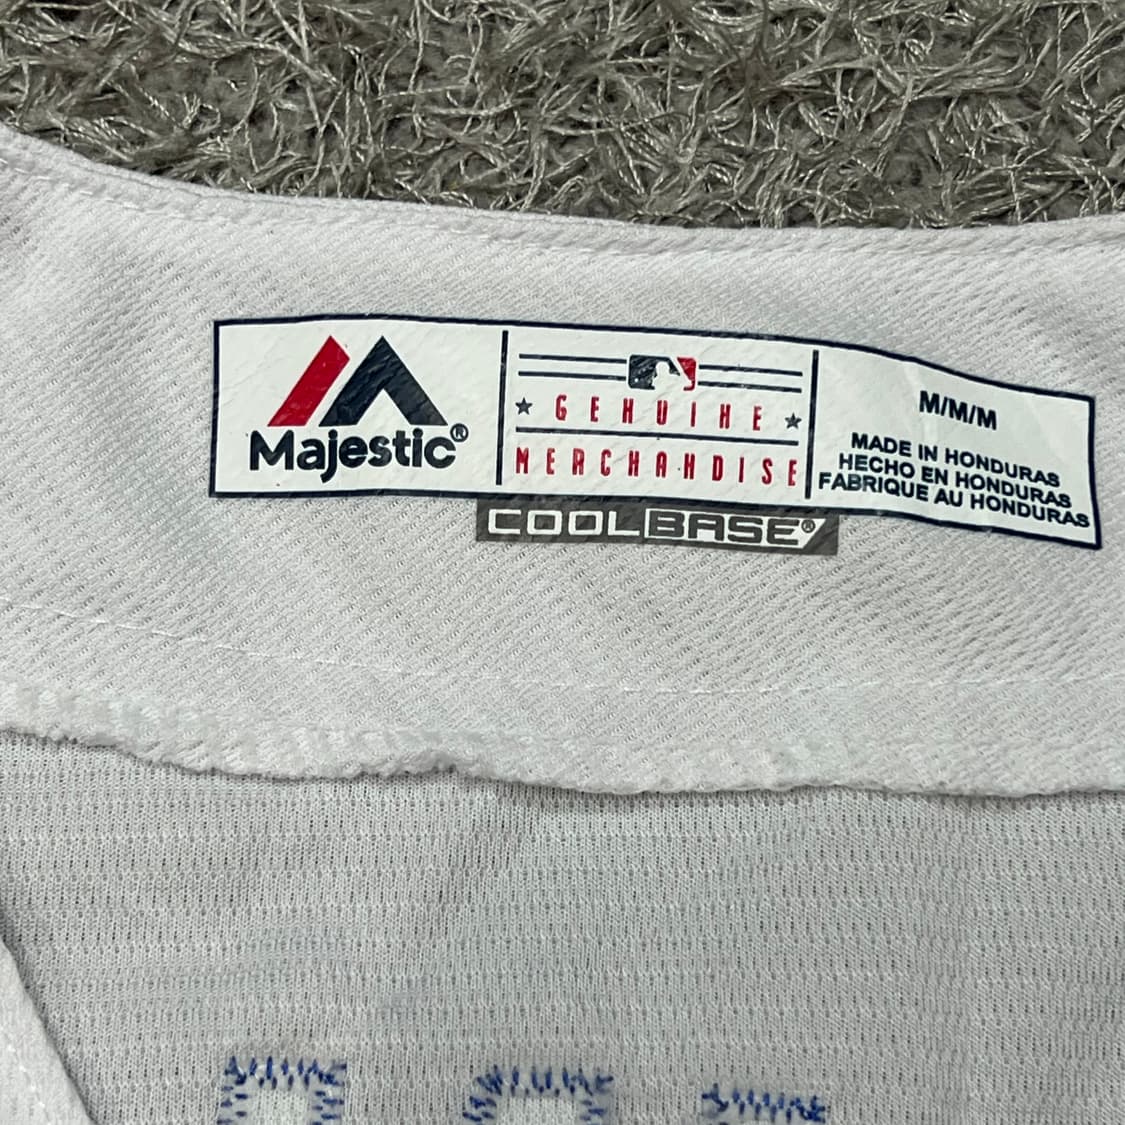 Majestic®
GENUINE
MERCHANDISE
M/M/M
MADE IN HONDURAS
HECHO EN HONDURAS
FABRIQUE AU HONDURAS
COOLBASE®